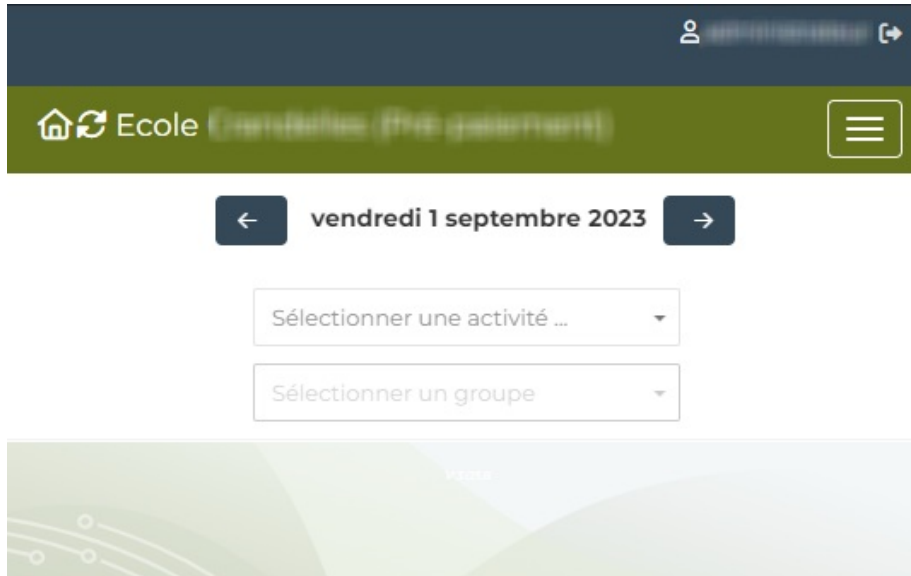 Ecole
vendredi 1 septembre 2023
Sélectionner une activité ...
Sélectionner un groupe